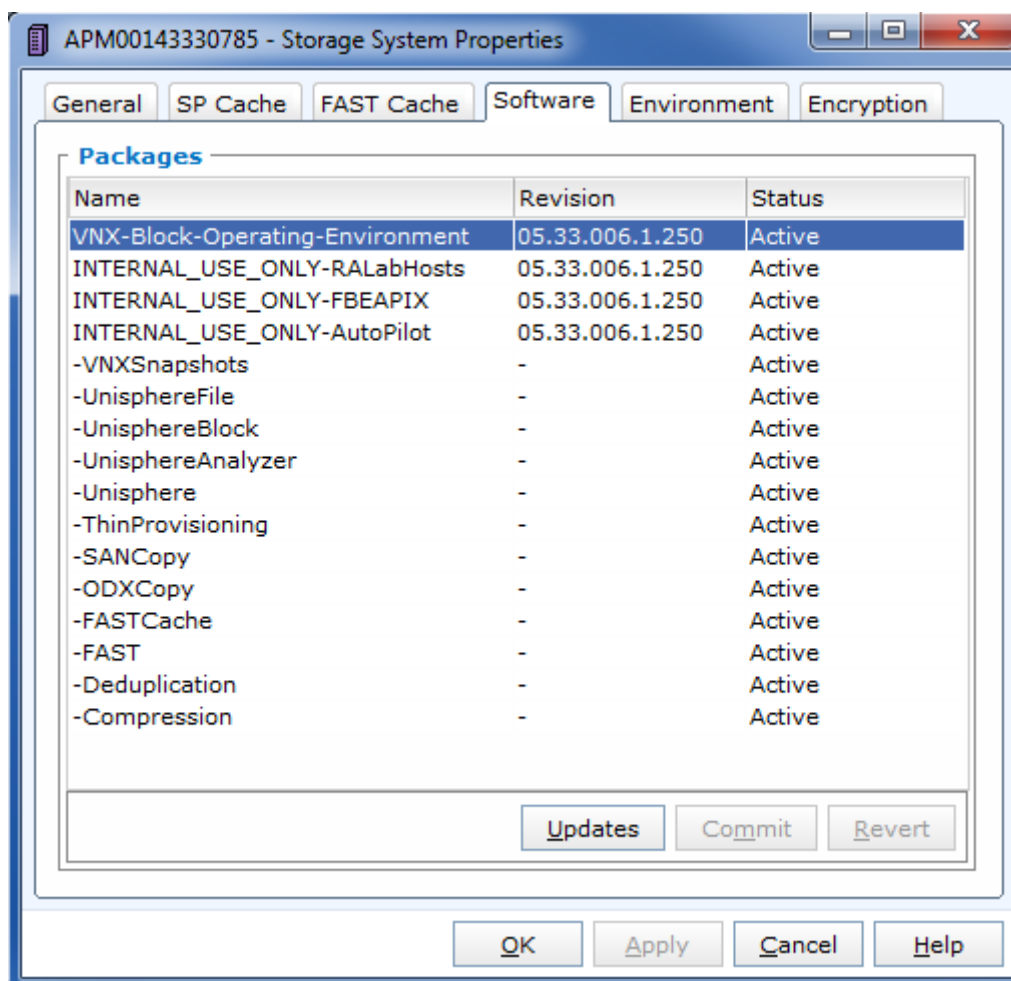 APM00143330785 - Storage System Properties
General SP Cache FAST Cache Software Environment Encryption
Packages
Name Revision Status
VNX-Block-Operating-Environment 05.33.006.1.250 Active
INTERNAL_USE_ONLY-RALabHosts 05.33.006.1.250 Active
INTERNAL_USE_ONLY-FBEAPIX 05.33.006.1.250 Active
INTERNAL_USE_ONLY-AutoPilot 05.33.006.1.250 Active
-VNXSnapshots - Active
-UnisphereFile - Active
-UnisphereBlock - Active
-UnisphereAnalyzer - Active
-Unisphere - Active
-ThinProvisioning - Active
-SANCopy - Active
-ODXCopy - Active
-FASTCache - Active
-FAST - Active
-Deduplication - Active
-Compression - Active
Updates Commit Revert
OK Apply Cancel Help